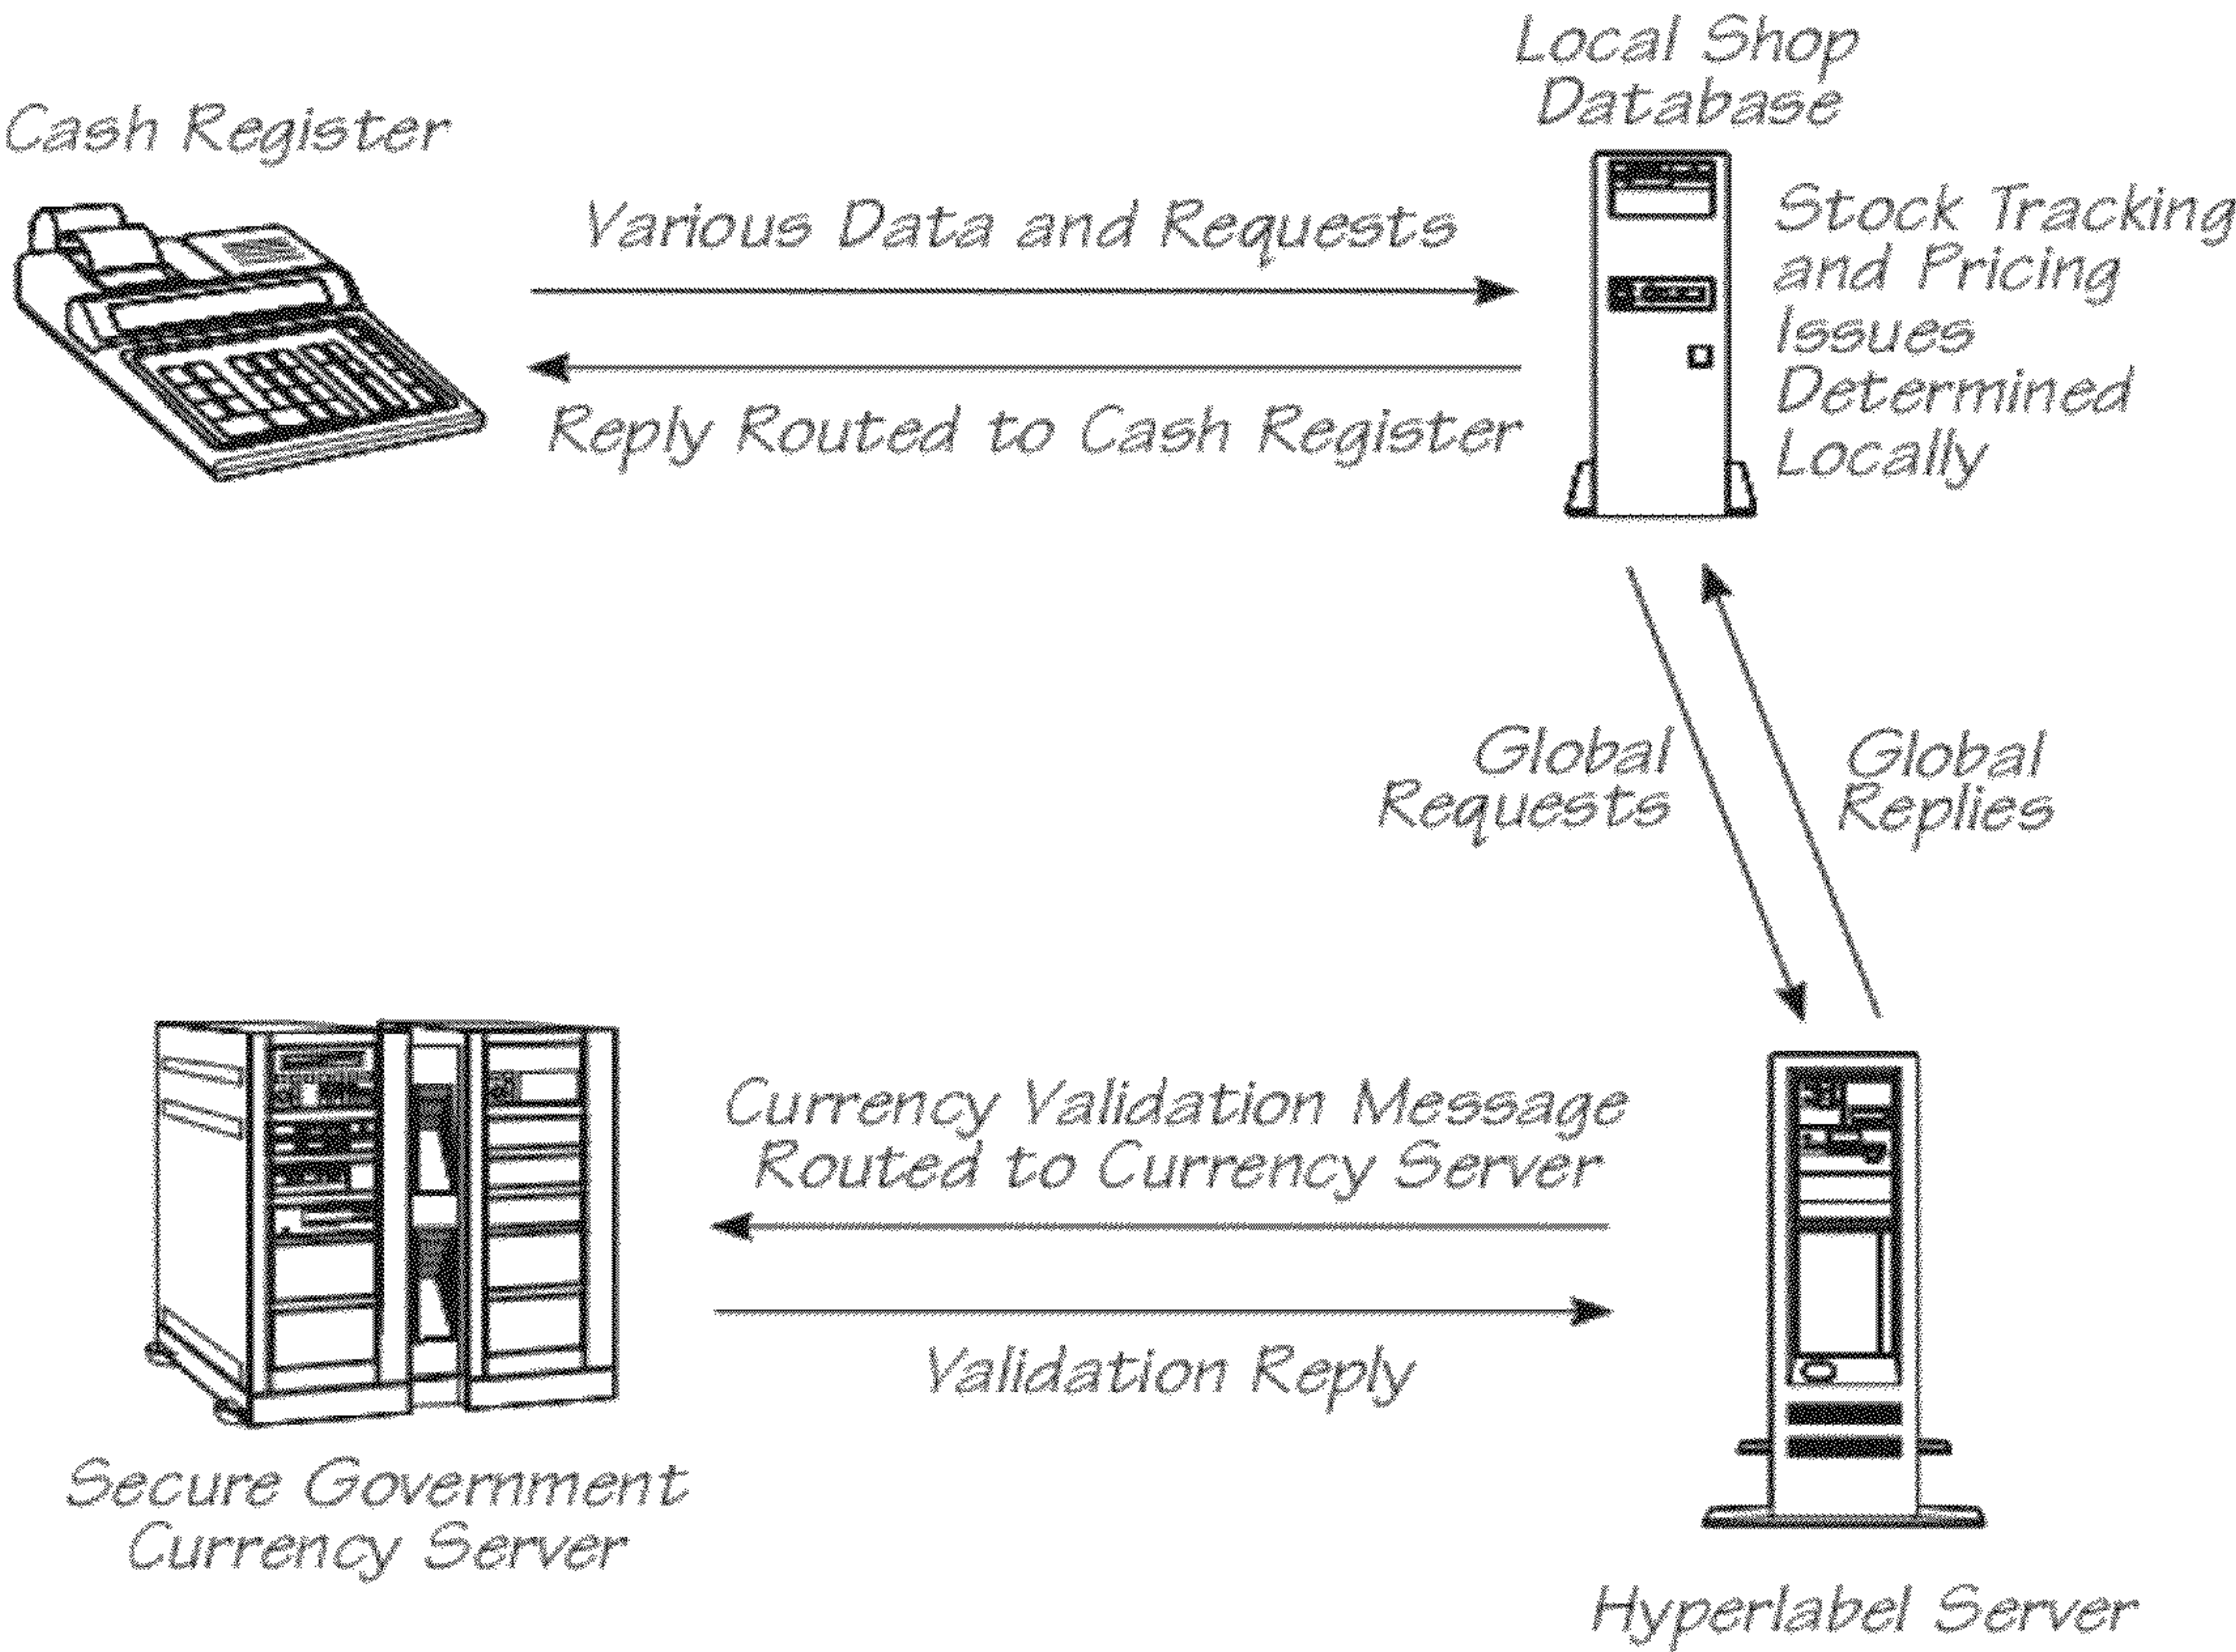 Local Shop
Database
Cash Register
Various Data and Requests
Stock Tracking
and Pricing
Issues
Determined
Locally
Reply Routed to Cash Register
Global
Requests
Global
Replies
Currency Validation Message
Routed to Currency Server
Validation Reply
Secure Government
Currency Server
Hyperlabel Server